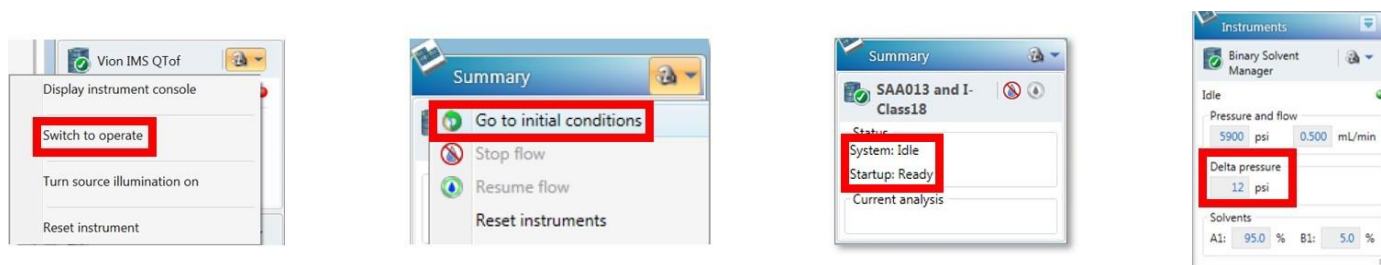 Vion IMS QTof
Display instrument console
Switch to operate
Turn source illumination on
Reset instrument
Summary
Go to initial conditions
Stop flow
Resume flow
Reset instruments
Summary
SAA013 and I-
Class18
Status
System: Idle
Startup: Ready
Current analysis
Instruments
Binary Solvent
Manager
Idle
Pressure and flow
5900 psi 0.500 mL/min
Delta pressure
12 psi
Solvents
A1: 95.0 % B1: 5.0 %